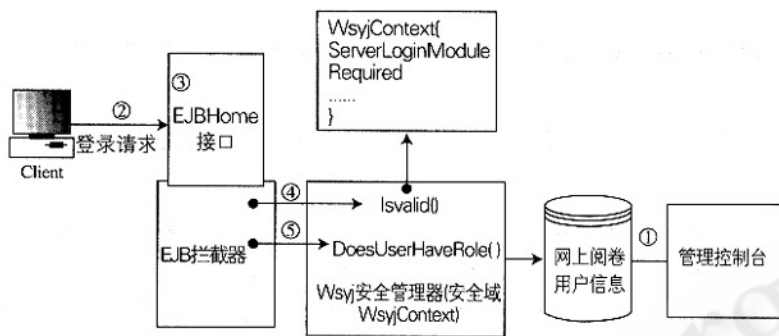 WsyjContext{
ServerLoginModule
Required
......
}
③
EJBHome
接口
②
登录请求
Client
④
Isvalid()
⑤
DoesUserHaveRole()
EJB拦截器
Wsyj安全管理器(安全域
WsyjContext)
网上阅卷
用户信息
①
管理控制台